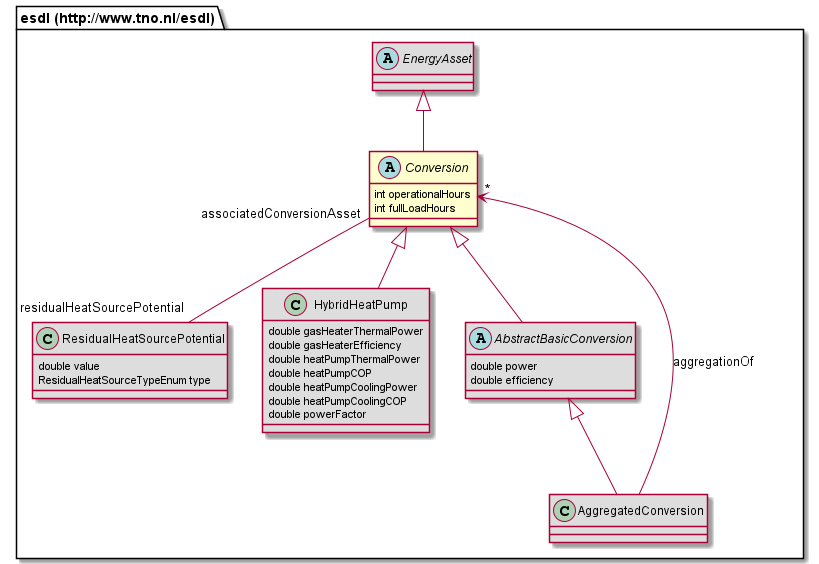 esdl (http://www.tno.nl/esdl)
A EnergyAsset
A Conversion
int operationalHours
int fullLoadHours
*
associatedConversionAsset
residualHeatSourcePotential
C ResidualHeatSourcePotential
double value
ResidualHeatSourceTypeEnum type
C HybridHeatPump
double gasHeaterThermalPower
double gasHeaterEfficiency
double heatPumpThermalPower
double heatPumpCOP
double heatPumpCoolingPower
double heatPumpCoolingCOP
double powerFactor
A AbstractBasicConversion
double power
double efficiency
aggregationOf
C AggregatedConversion